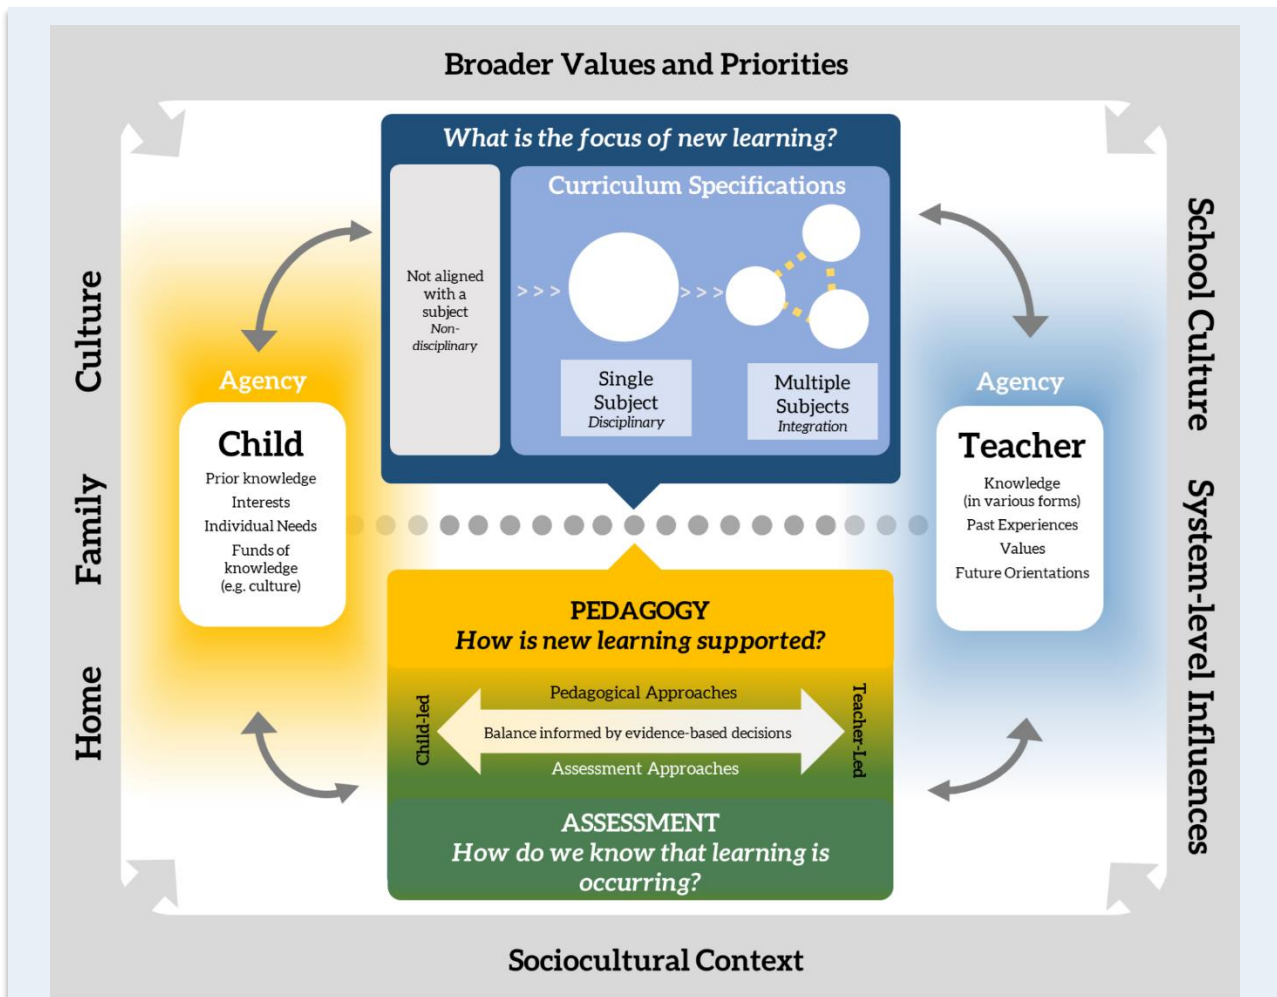 Broader Values and Priorities
What is the focus of new learning?
Not aligned
with a
subject
Non-
disciplinary
Curriculum Specifications
> > >
> > >
Single
Subject
Disciplinary
Multiple
Subjects
Integration
Culture
Family
Home
Agency
Child
Prior knowledge
Interests
Individual Needs
Funds of
knowledge
(e.g. culture)
Agency
Teacher
Knowledge
(in various forms)
Past Experiences
Values
Future Orientations
School Culture
System-level Influences
PEDAGOGY
How is new learning supported?
Child-led
Pedagogical Approaches
Balance informed by evidence-based decisions
Assessment Approaches
Teacher-Led
ASSESSMENT
How do we know that learning is
occurring?
Sociocultural Context